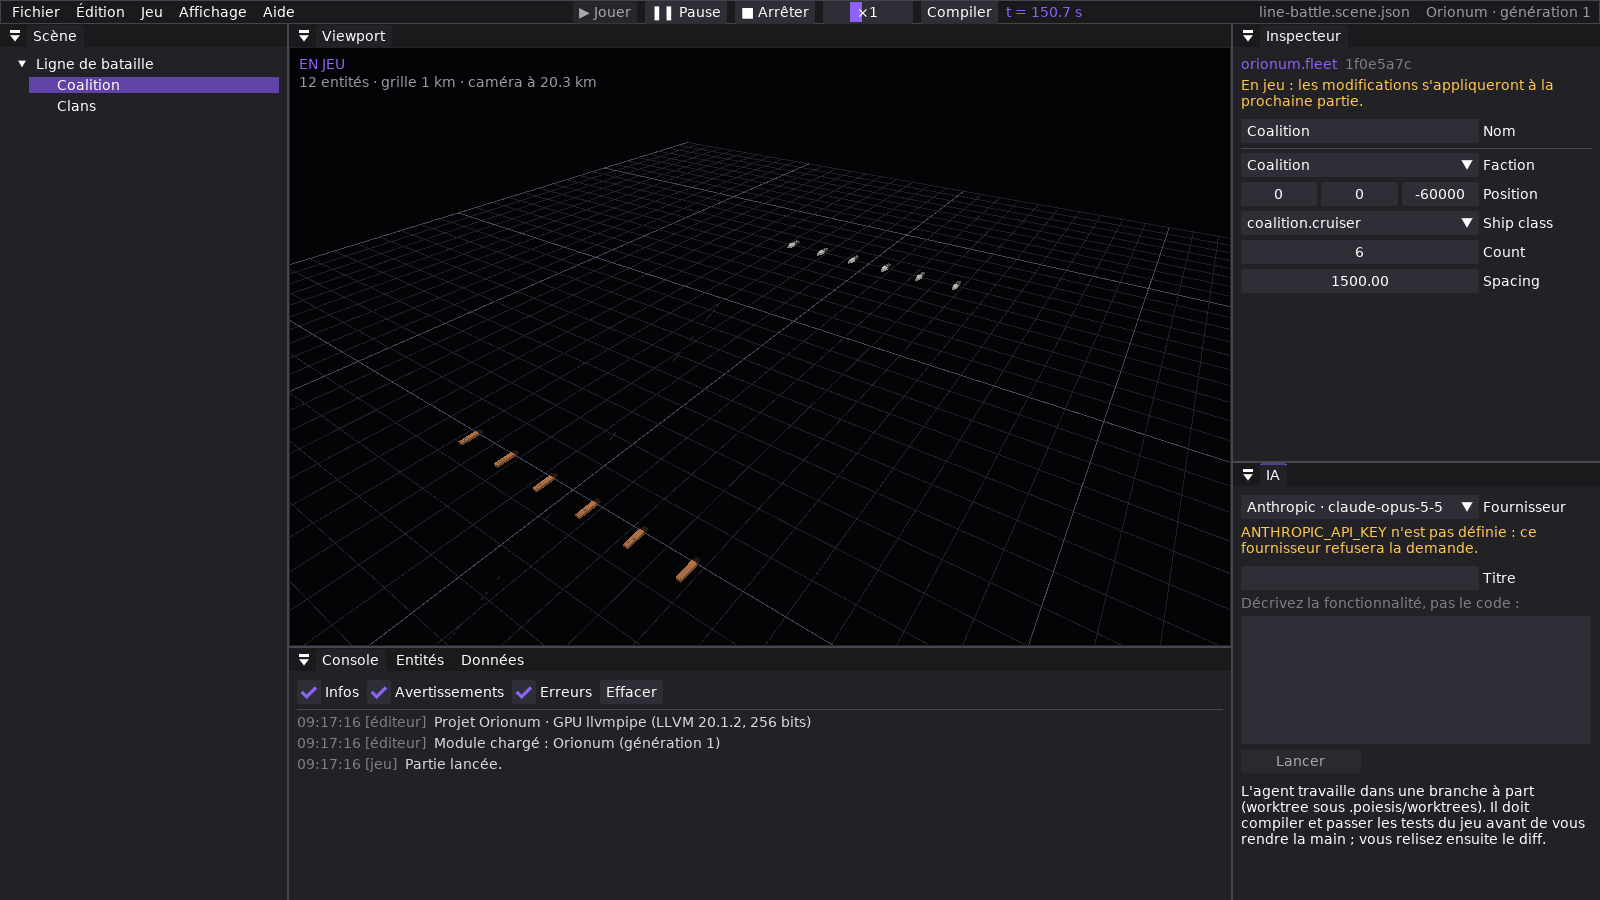 Fichier Édition Jeu Affichage Aide ▶ Jouer ❚❚ Pause ■ Arrêter ×1 Compiler t = 150.7 s line-battle.scene.json Orionum · génération 1
Scène
Ligne de bataille
Coalition
Clans
Viewport
EN JEU
12 entités · grille 1 km · caméra à 20.3 km
Console Entités Données
Infos Avertissements Erreurs Effacer
09:17:16 [éditeur] Projet Orionum · GPU llvmpipe (LLVM 20.1.2, 256 bits)
09:17:16 [éditeur] Module chargé : Orionum (génération 1)
09:17:16 [jeu] Partie lancée.
Inspecteur
orionum.fleet 1f0e5a7c
En jeu : les modifications s'appliqueront à la
prochaine partie.
Coalition Nom
Coalition Faction
0 0 -60000 Position
coalition.cruiser Ship class
6 Count
1500.00 Spacing
IA
Anthropic · claude-opus-5-5 Fournisseur
ANTHROPIC_API_KEY n'est pas définie : ce
fournisseur refusera la demande.
Titre
Décrivez la fonctionnalité, pas le code :
Lancer
L'agent travaille dans une branche à part
(worktree sous .poiesis/worktrees). Il doit
compiler et passer les tests du jeu avant de vous
rendre la main ; vous relisez ensuite le diff.